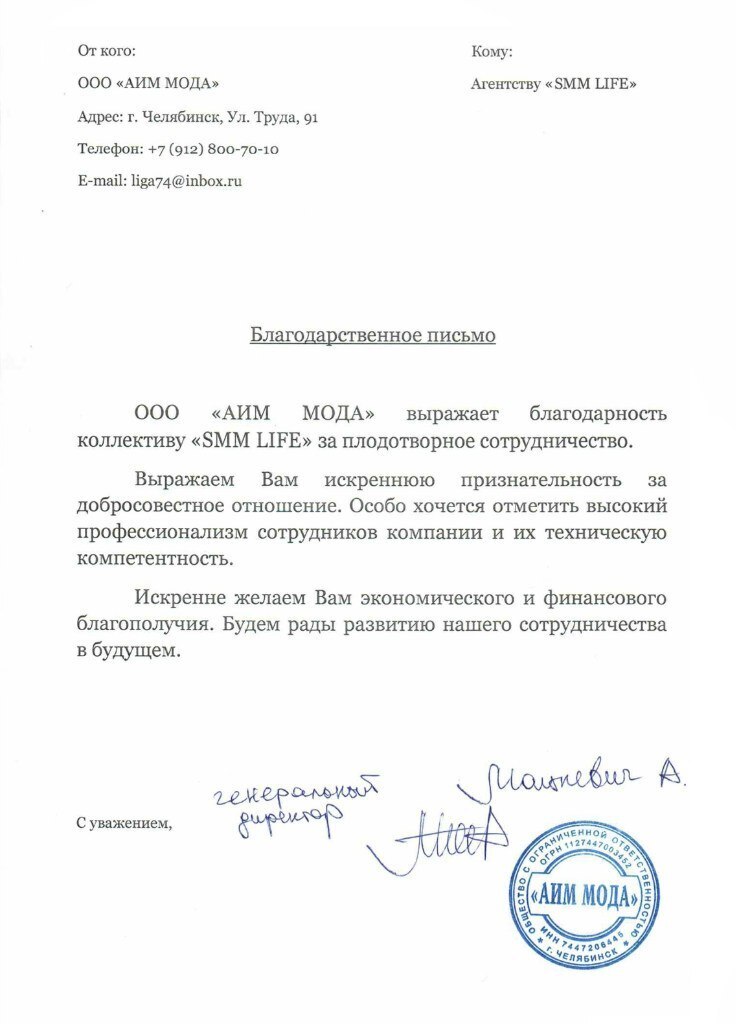 От кого:
Кому:
ООО «АИМ МОДА»
Агентству «SMM LIFE»
Адрес: г. Челябинск, Ул. Труда, 91
Телефон: +7 (912) 800-70-10
E-mail: liga74@inbox.ru
Благодарственное письмо
ООО «АИМ МОДА» выражает благодарность
коллективу «SMM LIFE» за плодотворное сотрудничество.
Выражаем Вам искреннюю признательность за
добросовестное отношение. Особо хочется отметить высокий
профессионализм сотрудников компании и их техническую
компетентность.
Искренне желаем Вам экономического и финансового
благополучия. Будем рады развитию нашего сотрудничества
в будущем.
генеральный
директор
А.
С уважением,
ОБЩЕСТВО С ОГРАНИЧЕННОЙ ОТВЕТСТВЕННОСТЬЮ
ОГРН 1127447003452
«АИМ МОДА»
ИНН 7447206445
г. ЧЕЛЯБИНСК